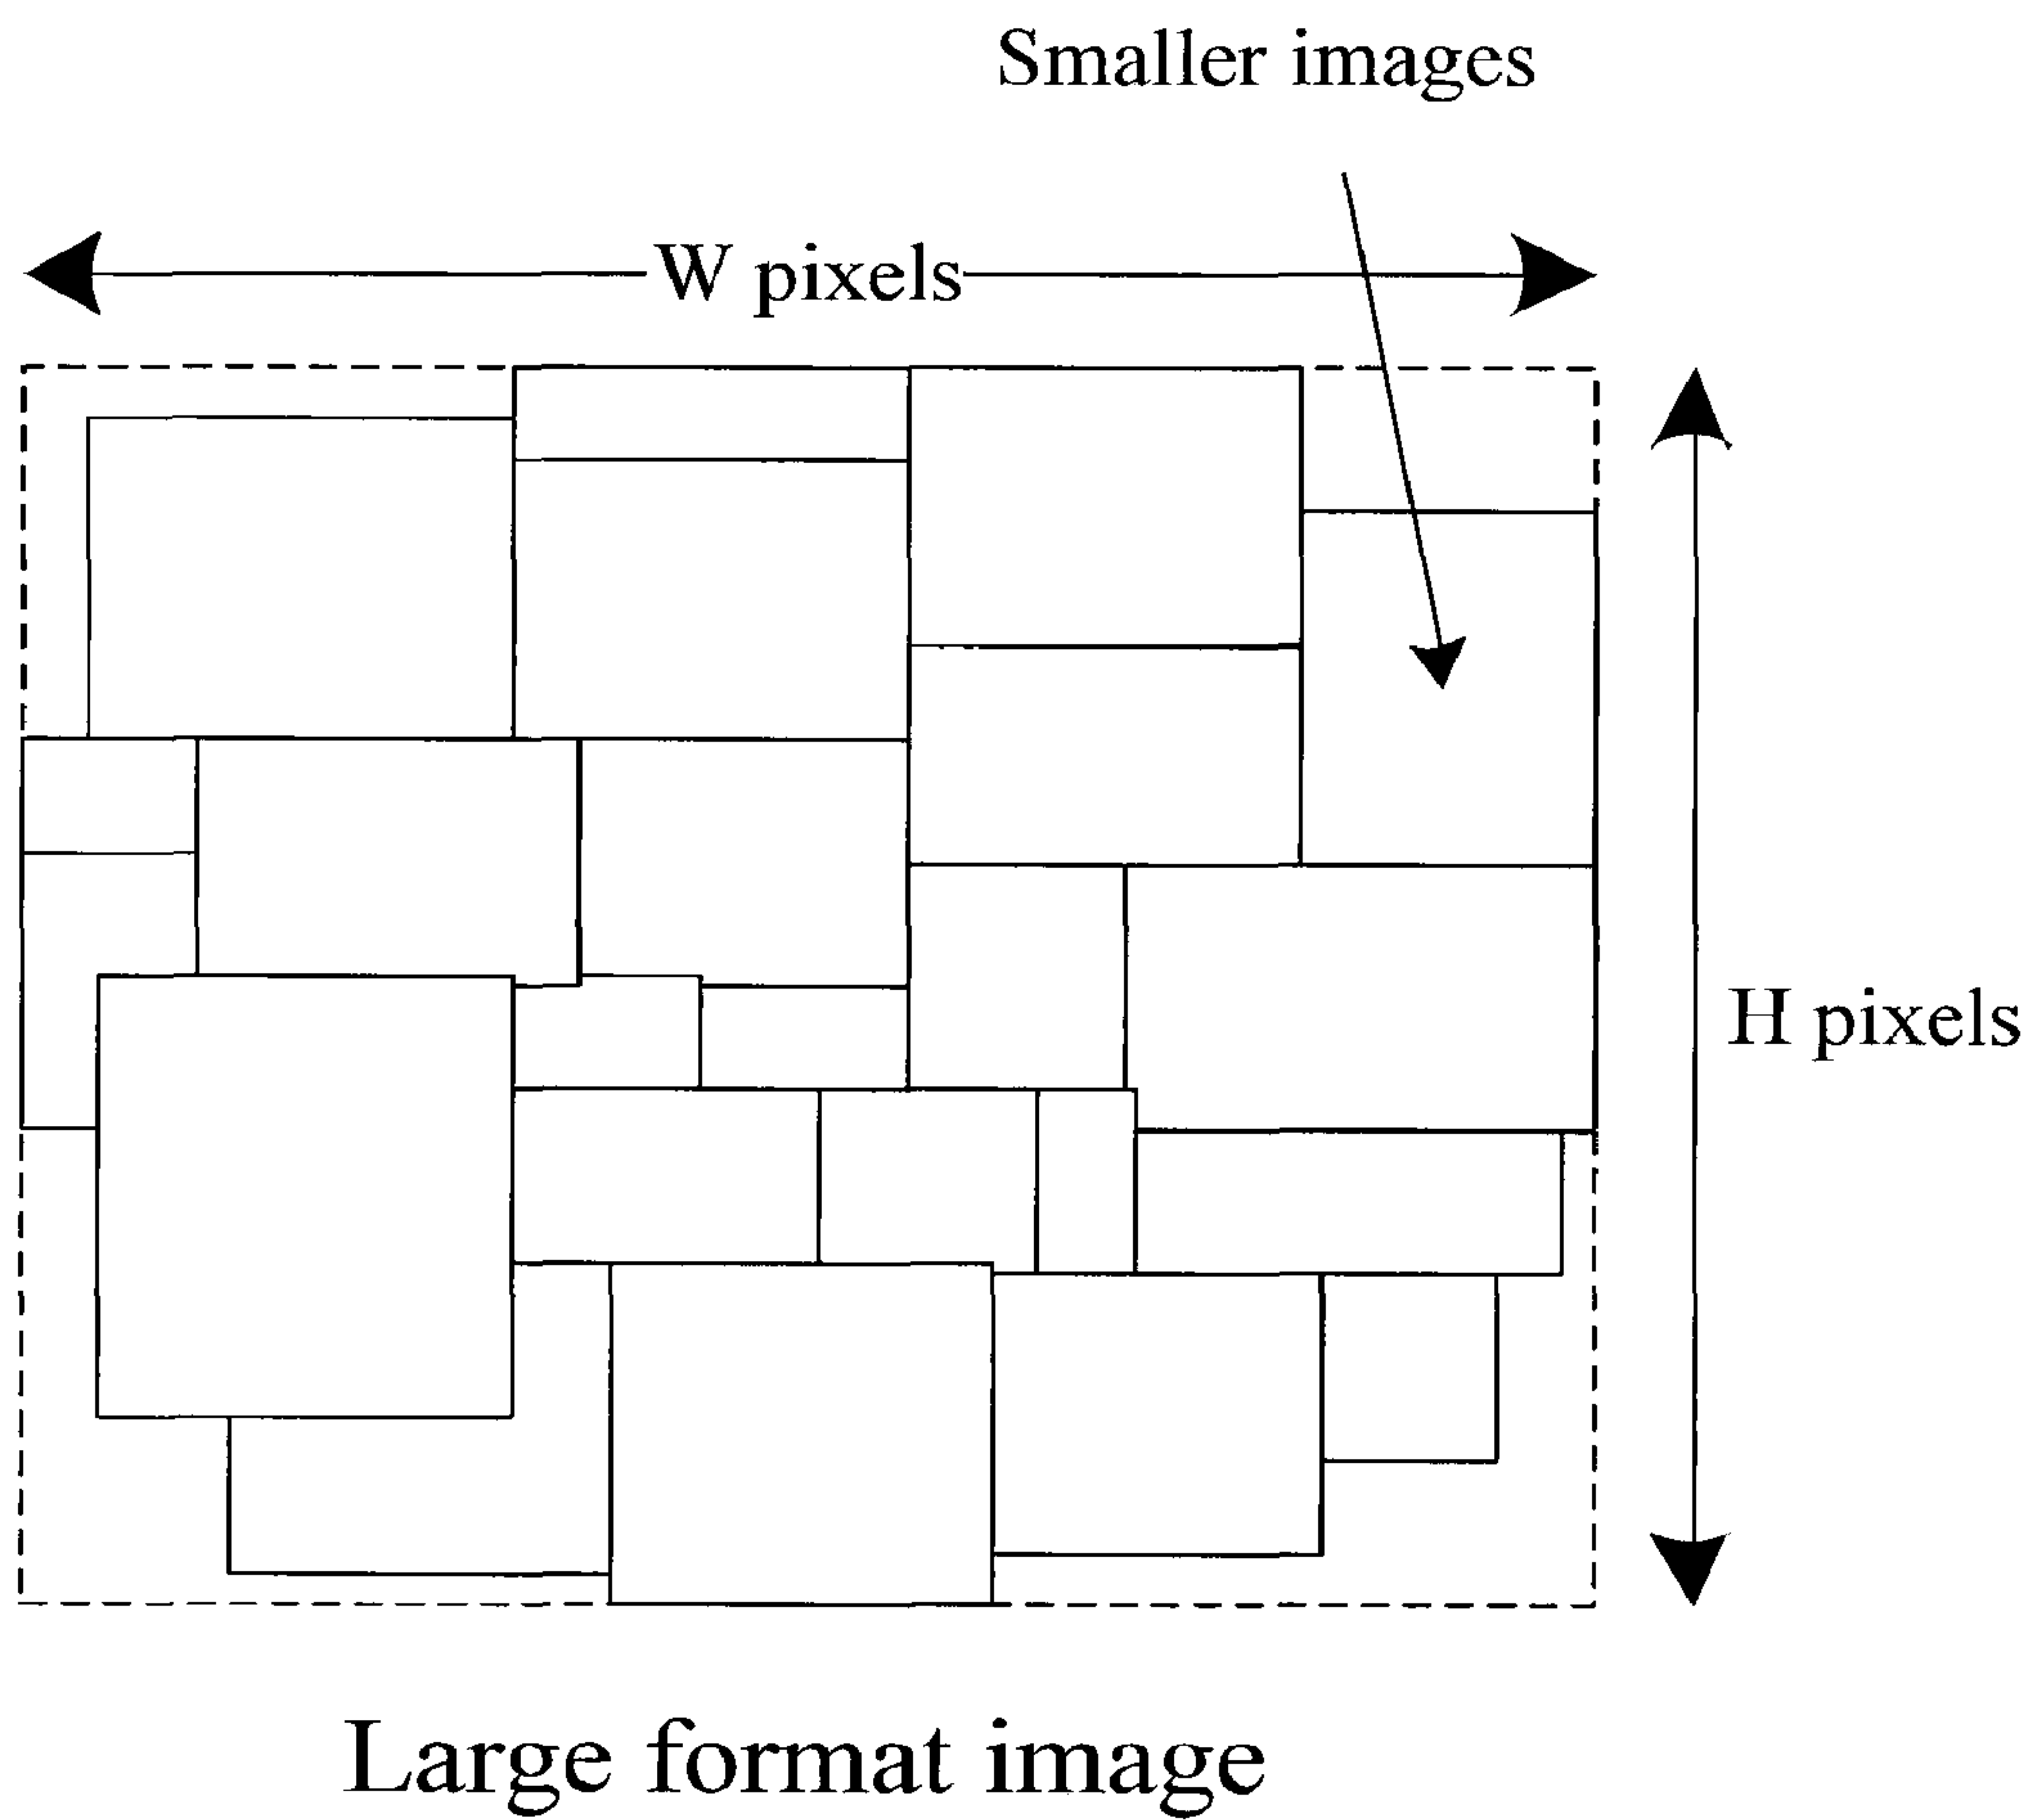 Smaller images
W pixels
H pixels
Large format image